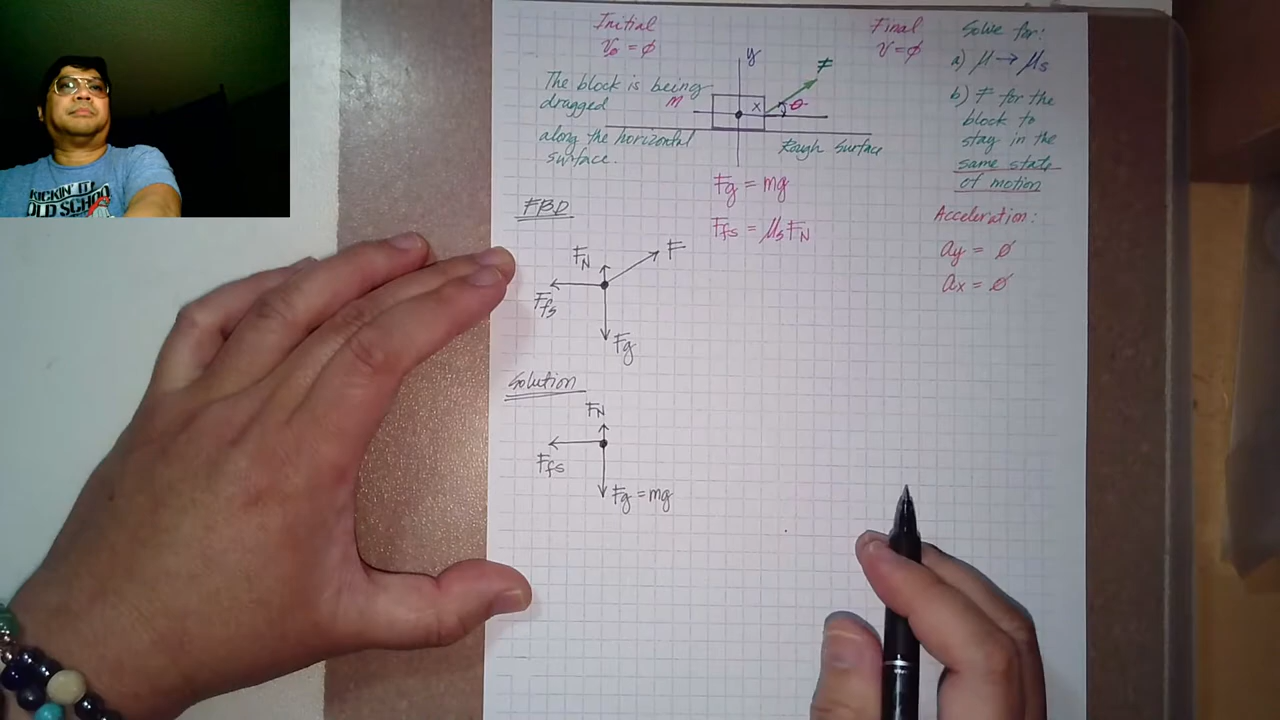 Initial
v₀ = ø
Final
v = ø
Solve for:
a) μ → μs
b) F for the
block to
stay in the
same state
of motion
The block is being
dragged
along the horizontal
surface.
y
F
m
x
θ
Rough Surface
Fg = mg
Ffs = μs FN
Acceleration:
ay = ø
ax = ø
FBD
FN
F
Ffs
Fg
Solution
FN
Ffs
Fg = mg
KICKIN' IT
OLD SCHO